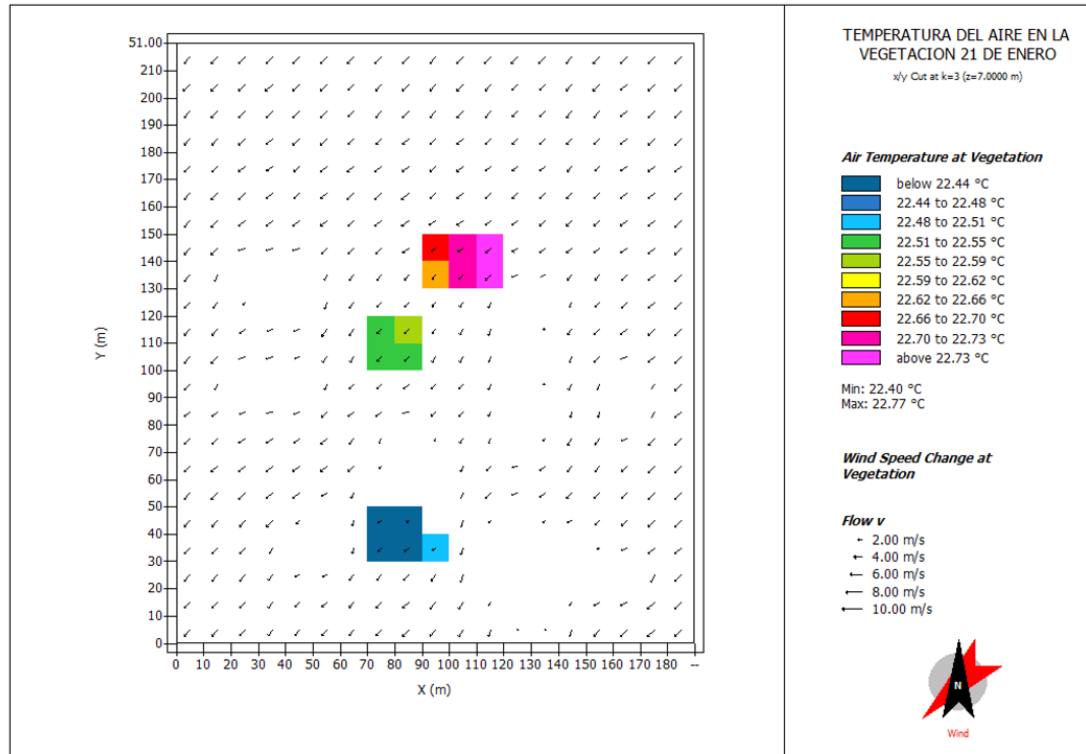 TEMPERATURA DEL AIRE EN LA
VEGETACION 21 DE ENERO
x/y Cut at k=3 (z=7.0000 m)
Air Temperature at Vegetation
below 22.44 °C
22.44 to 22.48 °C
22.48 to 22.51 °C
22.51 to 22.55 °C
22.55 to 22.59 °C
22.59 to 22.62 °C
22.62 to 22.66 °C
22.66 to 22.70 °C
22.70 to 22.73 °C
above 22.73 °C
Min: 22.40 °C
Max: 22.77 °C
Wind Speed Change at
Vegetation
Flow v
2.00 m/s
4.00 m/s
6.00 m/s
8.00 m/s
10.00 m/s
N
Wind
51.00
210
200
190
180
170
160
150
140
130
120
110
100
90
80
70
60
50
40
30
20
10
0
Y (m)
0 10 20 30 40 50 60 70 80 90 100 110 120 130 140 150 160 170 180 --
X (m)